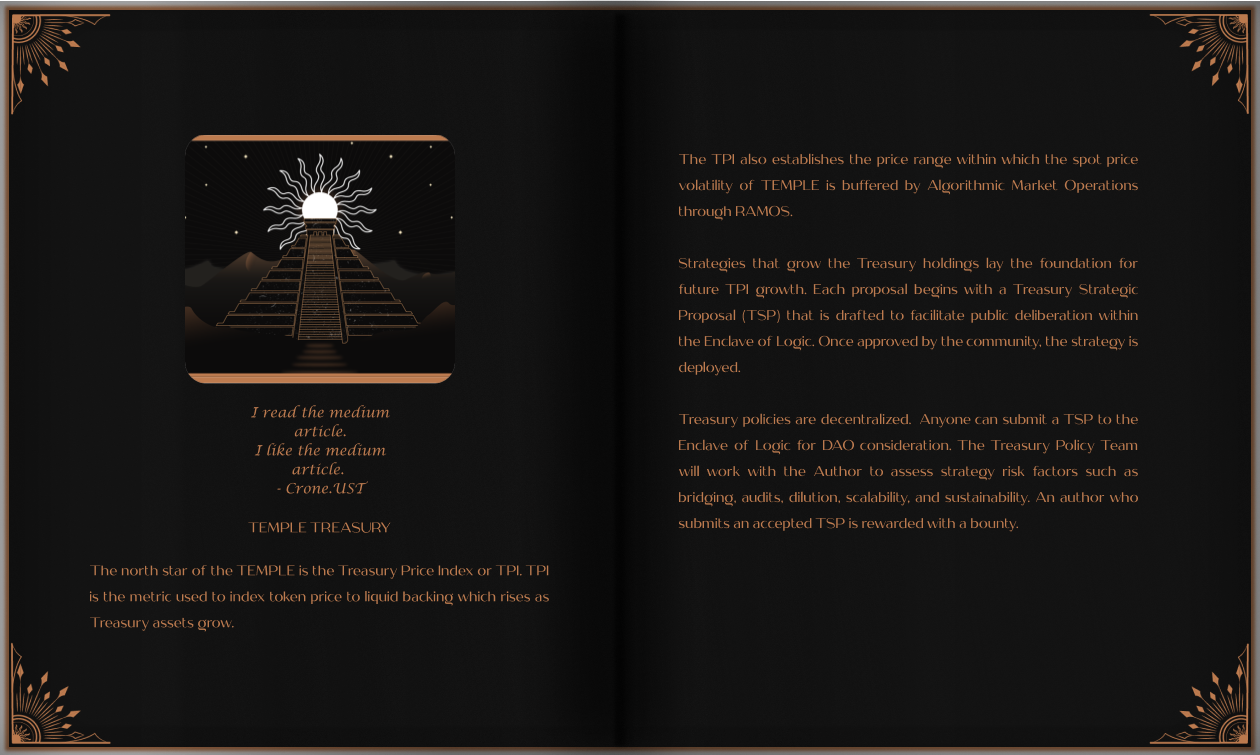 I read the medium
article.
I like the medium
article.
- Crone.UST
TEMPLE TREASURY
The north star of the TEMPLE is the Treasury Price Index or TPI. TPI
is the metric used to index token price to liquid backing which rises as
Treasury assets grow.
The TPI also establishes the price range within which the spot price
volatility of TEMPLE is buffered by Algorithmic Market Operations
through RAMOS.
Strategies that grow the Treasury holdings lay the foundation for
future TPI growth. Each proposal begins with a Treasury Strategic
Proposal (TSP) that is drafted to facilitate public deliberation within
the Enclave of Logic. Once approved by the community, the strategy is
deployed.
Treasury policies are decentralized.  Anyone can submit a TSP to the
Enclave of Logic for DAO consideration. The Treasury Policy Team
will work with the Author to assess strategy risk factors such as
bridging, audits, dilution, scalability, and sustainability. An author who
submits an accepted TSP is rewarded with a bounty.